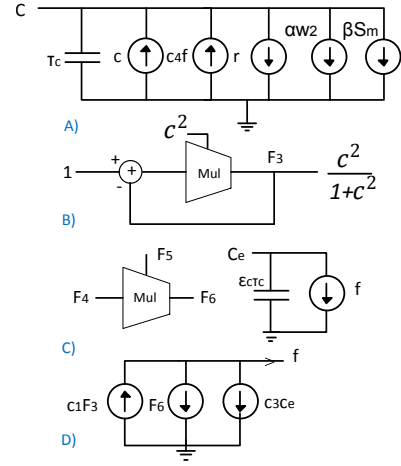 C
τc
c
c4f
r
αw2
βSm
A)
c²
1
+
-
+
Mul
F3
c²
1+c²
B)
F5
F4
Mul
F6
Ce
εcτc
f
C)
f
c1F3
F6
c3ce
D)